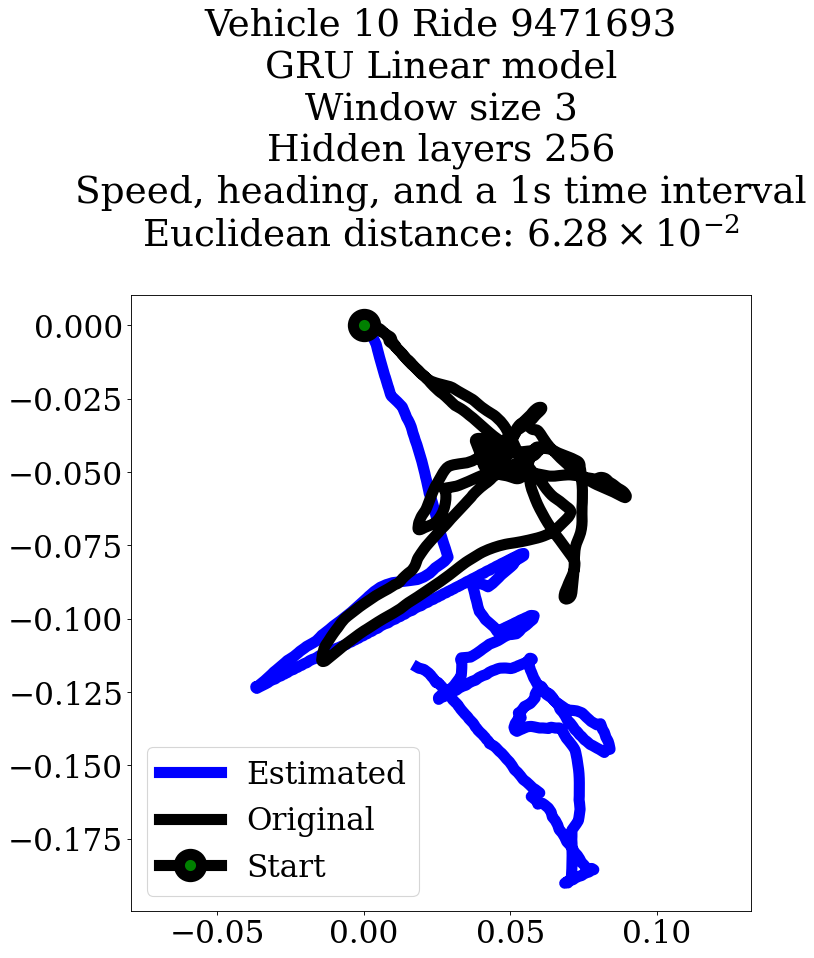 Vehicle 10 Ride 9471693
GRU Linear model
Window size 3
Hidden layers 256
Speed, heading, and a 1s time interval
Euclidean distance: 6.28 × 10⁻²
0.000
−0.025
−0.050
−0.075
−0.100
−0.125
−0.150
−0.175
Estimated
Original
Start
−0.05
0.00
0.05
0.10